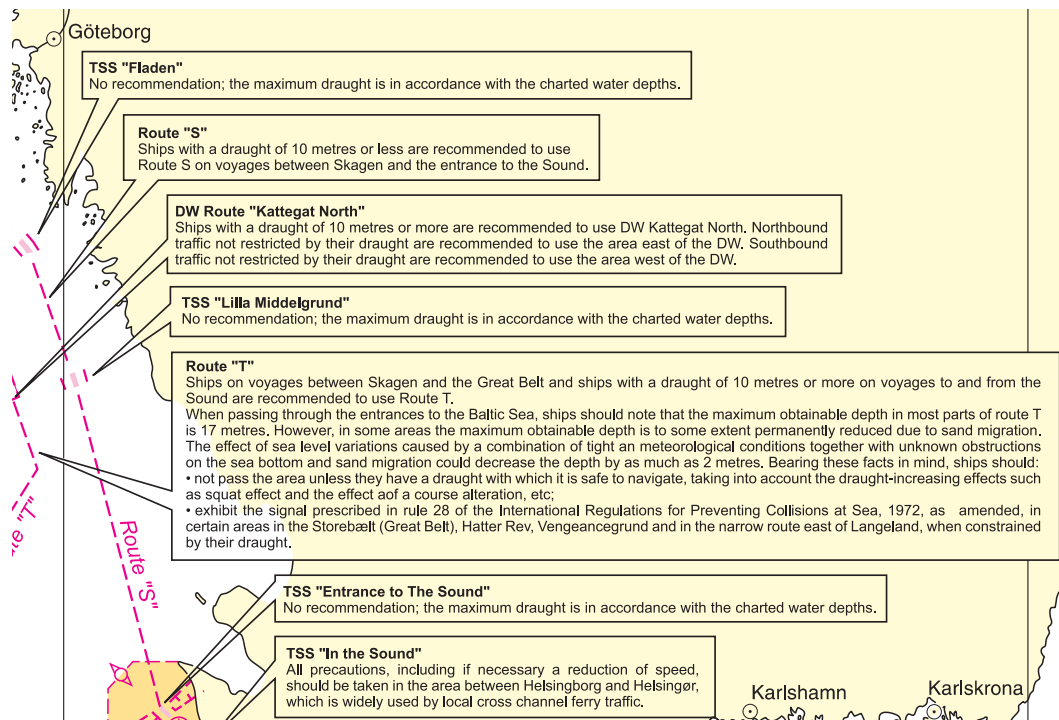 Göteborg
TSS "Fladen"
No recommendation; the maximum draught is in accordance with the charted water depths.
Route "S"
Ships with a draught of 10 metres or less are recommended to use
Route S on voyages between Skagen and the entrance to the Sound.
DW Route "Kattegat North"
Ships with a draught of 10 metres or more are recommended to use DW Kattegat North. Northbound
traffic not restricted by their draught are recommended to use the area east of the DW. Southbound
traffic not restricted by their draught are recommended to use the area west of the DW.
TSS "Lilla Middelgrund"
No recommendation; the maximum draught is in accordance with the charted water depths.
Route "T"
Ships on voyages between Skagen and the Great Belt and ships with a draught of 10 metres or more on voyages to and from the
Sound are recommended to use Route T.
When passing through the entrances to the Baltic Sea, ships should note that the maximum obtainable depth in most parts of route T
is 17 metres. However, in some areas the maximum obtainable depth is to some extent permanently reduced due to sand migration.
The effect of sea level variations caused by a combination of tight an meteorological conditions together with unknown obstructions
on the sea bottom and sand migration could decrease the depth by as much as 2 metres. Bearing these facts in mind, ships should:
• not pass the area unless they have a draught with which it is safe to navigate, taking into account the draught-increasing effects such
as squat effect and the effect aof a course alteration, etc;
• exhibit the signal prescribed in rule 28 of the International Regulations for Preventing Collisions at Sea, 1972, as amended, in
certain areas in the Storebælt (Great Belt), Hatter Rev, Vengeancegrund and in the narrow route east of Langeland, when constrained
by their draught.
"T"
Route "S"
TSS "Entrance to The Sound"
No recommendation; the maximum draught is in accordance with the charted water depths.
TSS "In the Sound"
All precautions, including if necessary a reduction of speed,
should be taken in the area between Helsingborg and Helsingør,
which is widely used by local cross channel ferry traffic.
Karlshamn
Karlskrona